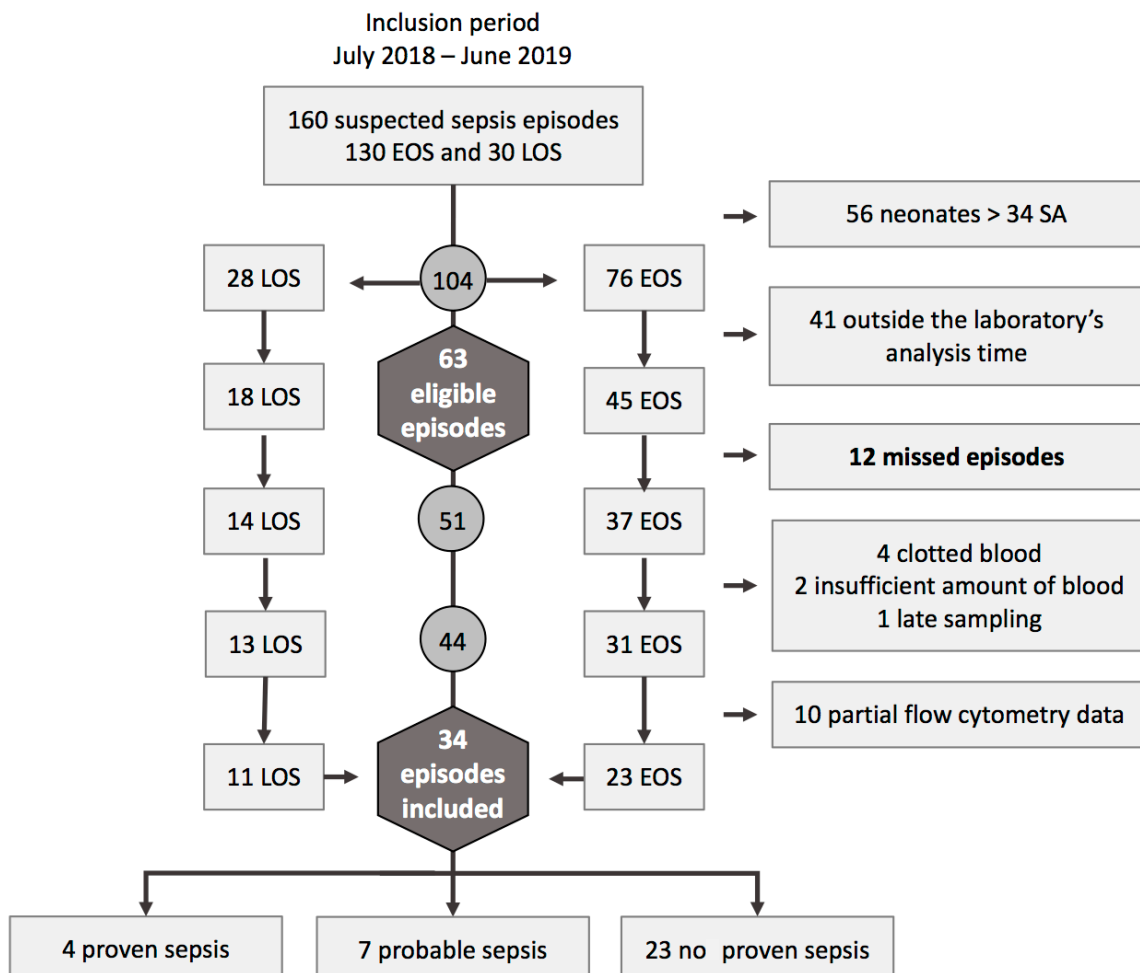 Inclusion period
July 2018 – June 2019
160 suspected sepsis episodes
130 EOS and 30 LOS
56 neonates > 34 SA
28 LOS
104
76 EOS
41 outside the laboratory's
analysis time
63
eligible
episodes
18 LOS
45 EOS
12 missed episodes
14 LOS
51
37 EOS
4 clotted blood
2 insufficient amount of blood
1 late sampling
13 LOS
44
31 EOS
10 partial flow cytometry data
34
episodes
included
11 LOS
23 EOS
4 proven sepsis
7 probable sepsis
23 no proven sepsis